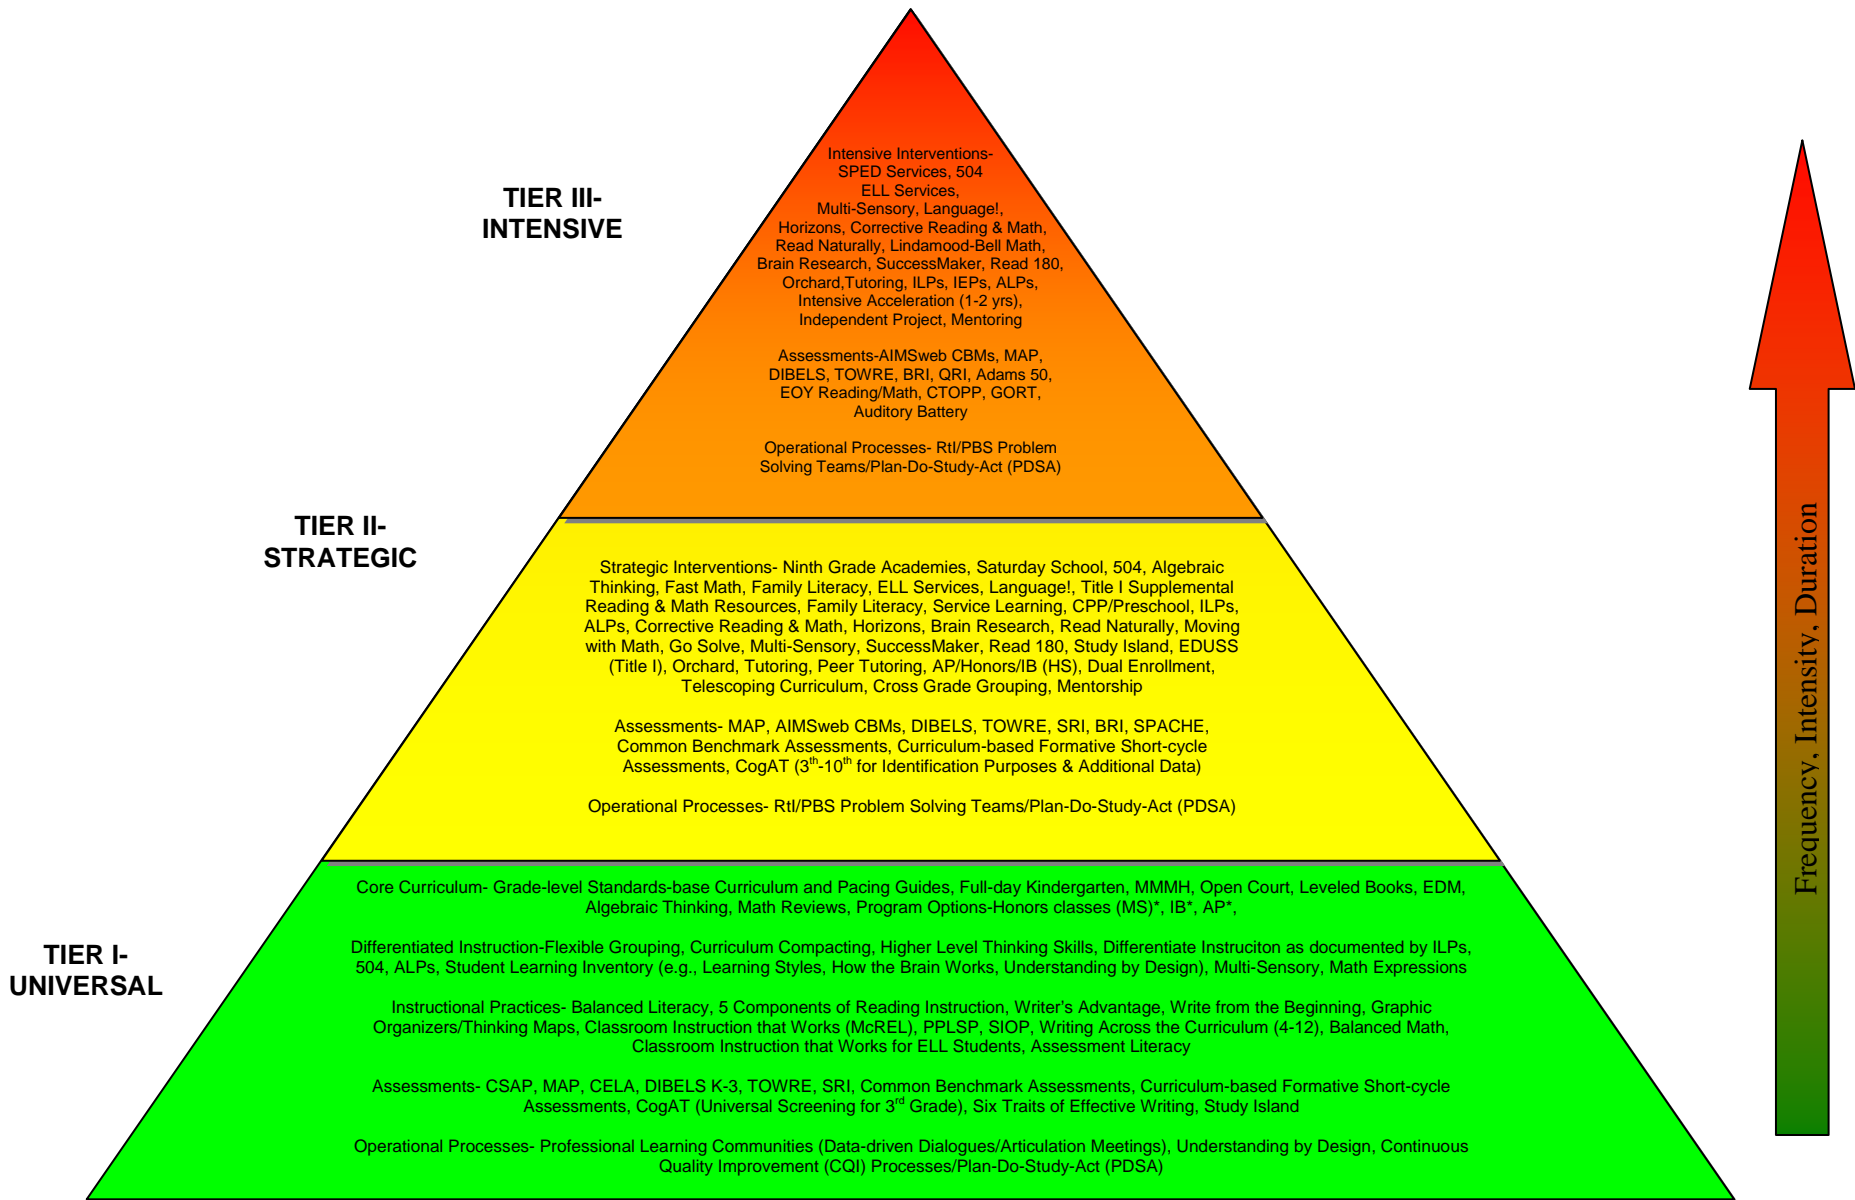 TIER III-
INTENSIVE
Intensive Interventions-
SPED Services, 504
ELL Services,
Multi-Sensory, Language!,
Horizons, Corrective Reading & Math,
Read Naturally, Lindamood-Bell Math,
Brain Research, SuccessMaker, Read 180,
Orchard,Tutoring, ILPs, IEPs, ALPs,
Intensive Acceleration (1-2 yrs),
Independent Project, Mentoring
Assessments-AIMSweb CBMs, MAP,
DIBELS, TOWRE, BRI, QRI, Adams 50,
EOY Reading/Math, CTOPP, GORT,
Auditory Battery
Operational Processes- RtI/PBS Problem
Solving Teams/Plan-Do-Study-Act (PDSA)
TIER II-
STRATEGIC
Strategic Interventions- Ninth Grade Academies, Saturday School, 504, Algebraic
Thinking, Fast Math, Family Literacy, ELL Services, Language!, Title I Supplemental
Reading & Math Resources, Family Literacy, Service Learning, CPP/Preschool, ILPs,
ALPs, Corrective Reading & Math, Horizons, Brain Research, Read Naturally, Moving
with Math, Go Solve, Multi-Sensory, SuccessMaker, Read 180, Study Island, EDUSS
(Title I), Orchard, Tutoring, Peer Tutoring, AP/Honors/IB (HS), Dual Enrollment,
Telescoping Curriculum, Cross Grade Grouping, Mentorship
Assessments- MAP, AIMSweb CBMs, DIBELS, TOWRE, SRI, BRI, SPACHE,
Common Benchmark Assessments, Curriculum-based Formative Short-cycle
Assessments, CogAT (3th-10th for Identification Purposes & Additional Data)
Operational Processes- RtI/PBS Problem Solving Teams/Plan-Do-Study-Act (PDSA)
TIER I-
UNIVERSAL
Core Curriculum- Grade-level Standards-base Curriculum and Pacing Guides, Full-day Kindergarten, MMMH, Open Court, Leveled Books, EDM,
Algebraic Thinking, Math Reviews, Program Options-Honors classes (MS)*, IB*, AP*,
Differentiated Instruction-Flexible Grouping, Curriculum Compacting, Higher Level Thinking Skills, Differentiate Instruciton as documented by ILPs,
504, ALPs, Student Learning Inventory (e.g., Learning Styles, How the Brain Works, Understanding by Design), Multi-Sensory, Math Expressions
Instructional Practices- Balanced Literacy, 5 Components of Reading Instruction, Writer's Advantage, Write from the Beginning, Graphic
Organizers/Thinking Maps, Classroom Instruction that Works (McREL), PPLSP, SIOP, Writing Across the Curriculum (4-12), Balanced Math,
Classroom Instruction that Works for ELL Students, Assessment Literacy
Assessments- CSAP, MAP, CELA, DIBELS K-3, TOWRE, SRI, Common Benchmark Assessments, Curriculum-based Formative Short-cycle
Assessments, CogAT (Universal Screening for 3rd Grade), Six Traits of Effective Writing, Study Island
Operational Processes- Professional Learning Communities (Data-driven Dialogues/Articulation Meetings), Understanding by Design, Continuous
Quality Improvement (CQI) Processes/Plan-Do-Study-Act (PDSA)
Frequency, Intensity, Duration